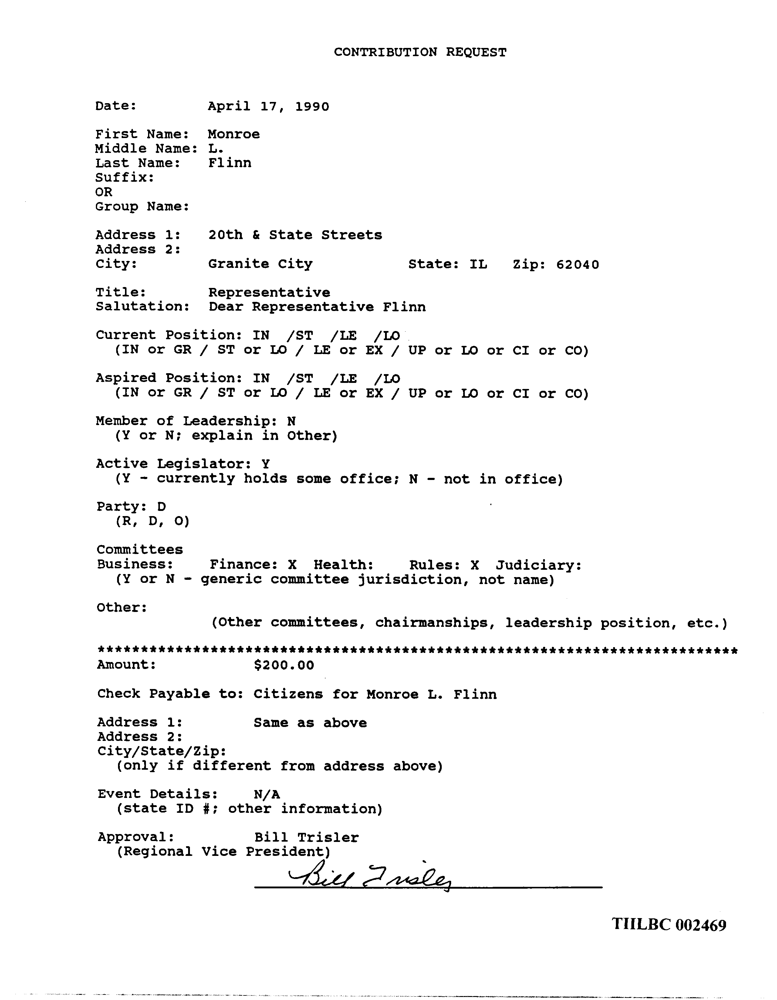 CONTRIBUTION REQUEST
Date: April 17, 1990
First Name: Monroe
Middle Name: L.
Last Name: Flinn
Suffix:
OR
Group Name:
Address 1: 20th & State Streets
Address 2:
City: Granite City State: IL Zip: 62040
Title: Representative
Salutation: Dear Representative Flinn
Current Position: IN /ST /LE /LO
(IN or GR / ST or LO / LE or EX / UP or LO or CI or CO)
Aspired Position: IN /ST /LE /LO
(IN or GR / ST or LO / LE or EX / UP or LO or CI or CO)
Member of Leadership: N
(Y or N; explain in Other)
Active Legislator: Y
(Y - currently holds some office; N - not in office)
Party: D
(R, D, O)
Committees
Business: Finance: X Health: Rules: X Judiciary:
(Y or N - generic committee jurisdiction, not name)
Other:
(Other committees, chairmanships, leadership position, etc.)
**************************************************************************
Amount: $200.00
Check Payable to: Citizens for Monroe L. Flinn
Address 1: Same as above
Address 2:
City/State/Zip:
(only if different from address above)
Event Details: N/A
(state ID #; other information)
Approval: Bill Trisler
(Regional Vice President)
Bill Trisler
TIILBC 002469